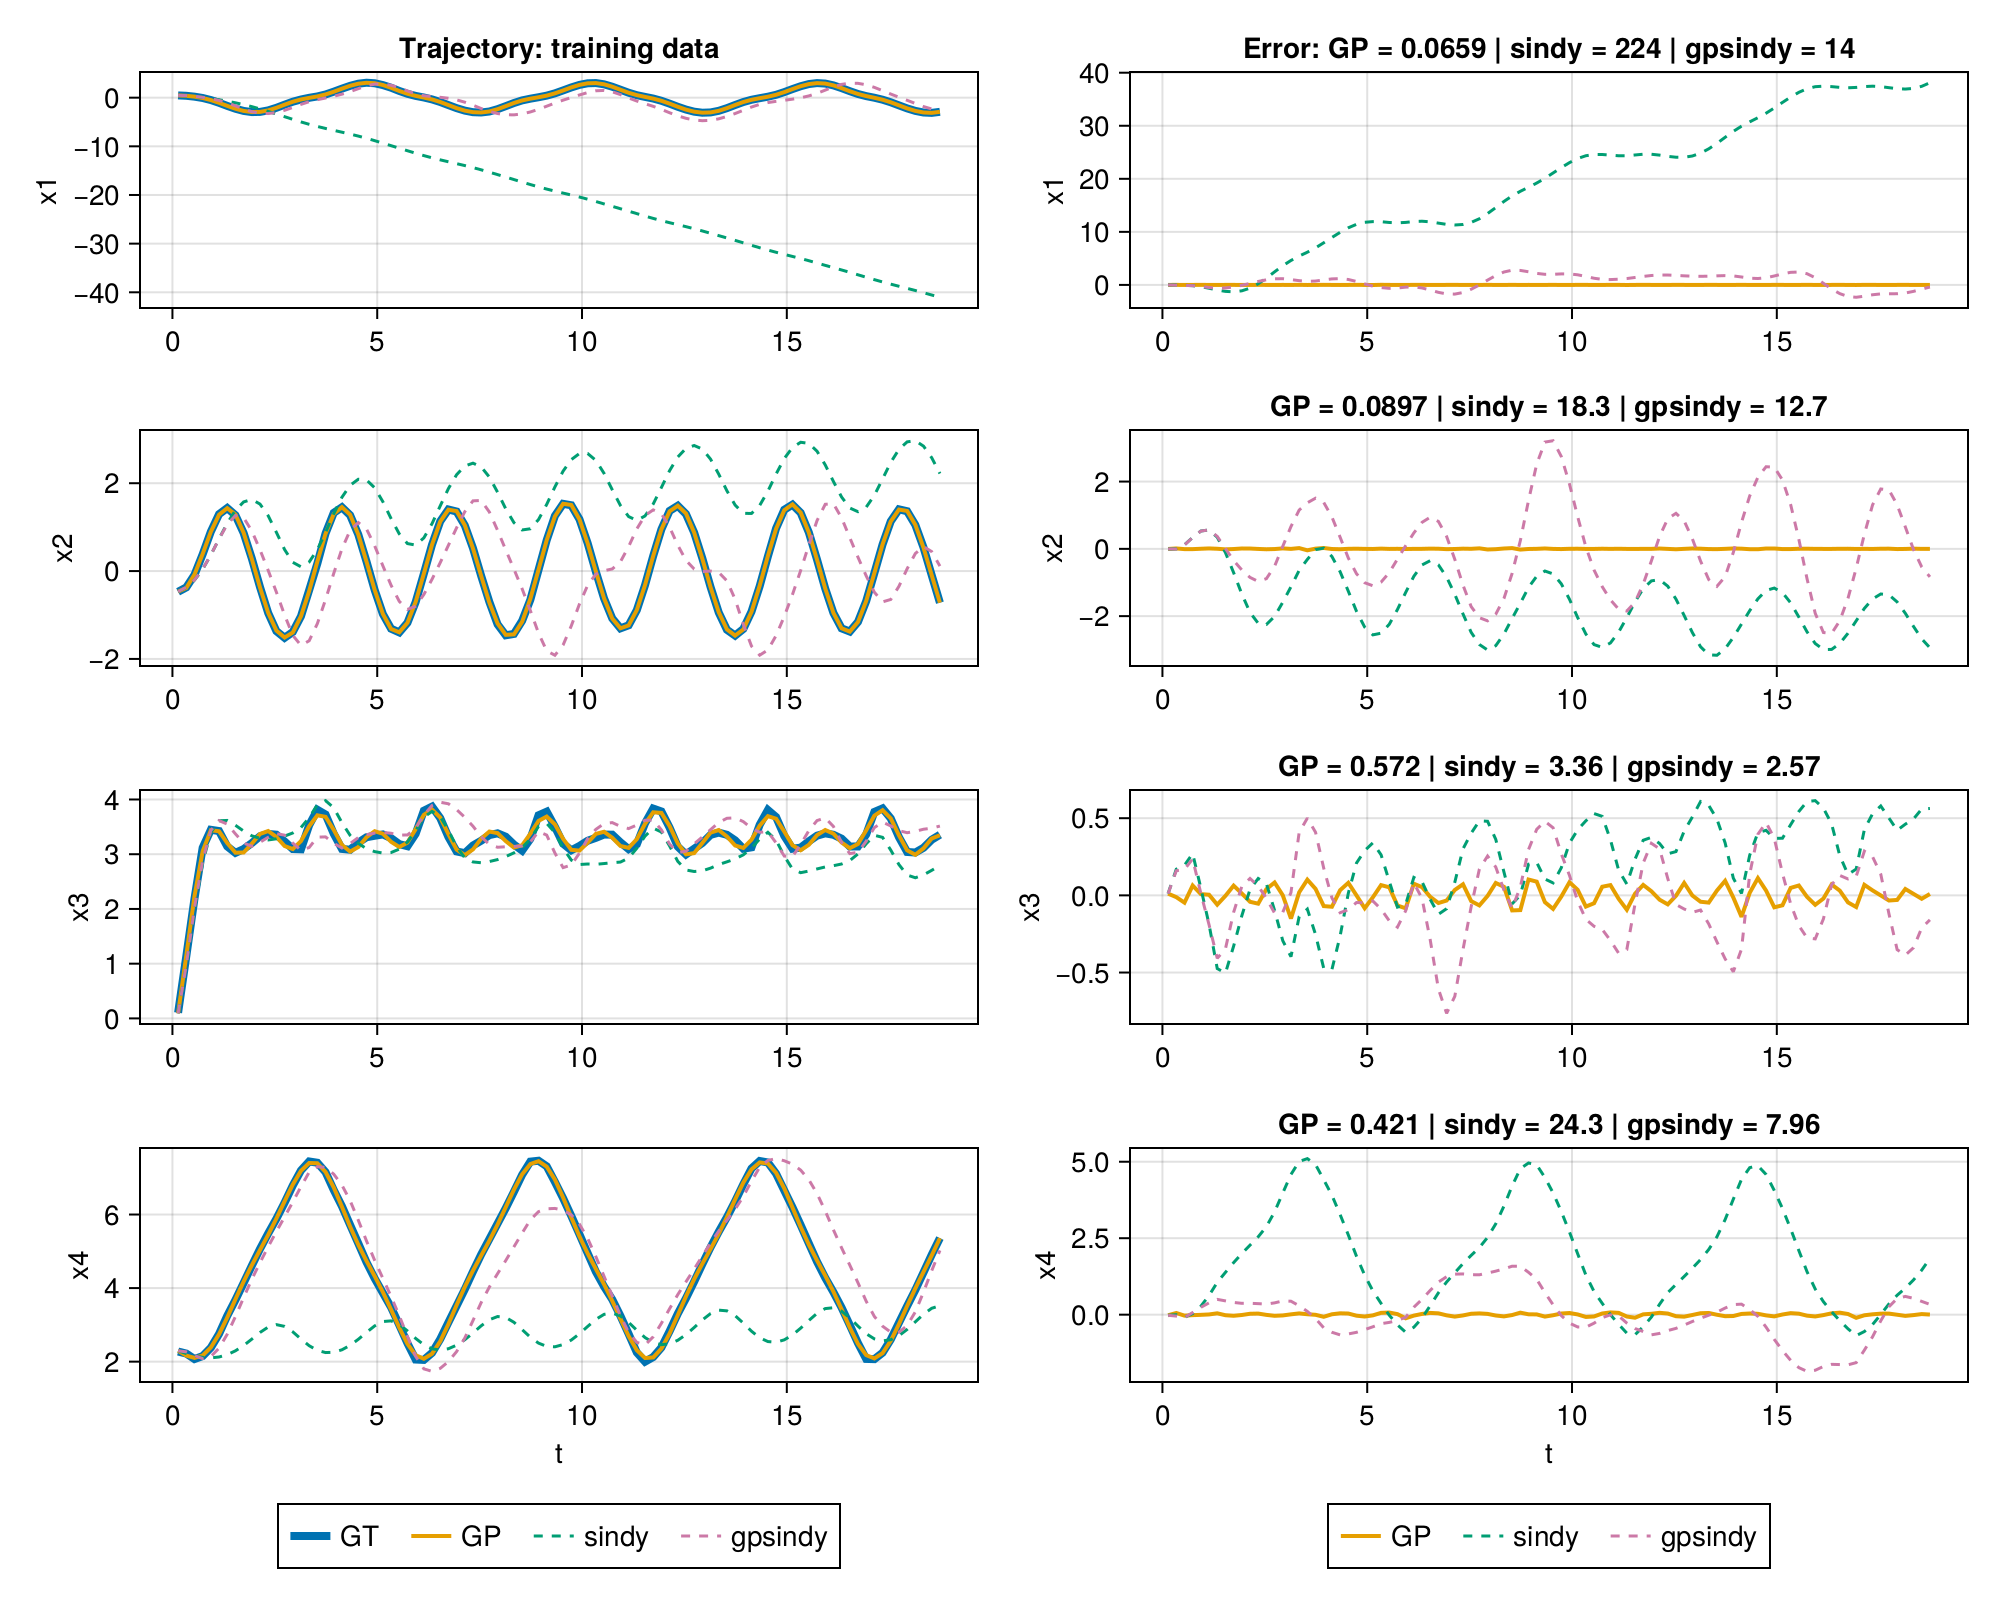 Trajectory: training data
0
−10
−20
−30
−40
x1
0 5 10 15
Error: GP = 0.0659 | sindy = 224 | gpsindy = 14
40
30
20
10
0
x1
0 5 10 15
2
0
−2
x2
0 5 10 15
GP = 0.0897 | sindy = 18.3 | gpsindy = 12.7
2
0
−2
x2
0 5 10 15
4
3
2
1
0
x3
0 5 10 15
GP = 0.572 | sindy = 3.36 | gpsindy = 2.57
0.5
0.0
−0.5
x3
0 5 10 15
6
4
2
x4
0 5 10 15
t
GP = 0.421 | sindy = 24.3 | gpsindy = 7.96
5.0
2.5
0.0
x4
0 5 10 15
t
GT GP sindy gpsindy
GP sindy gpsindy